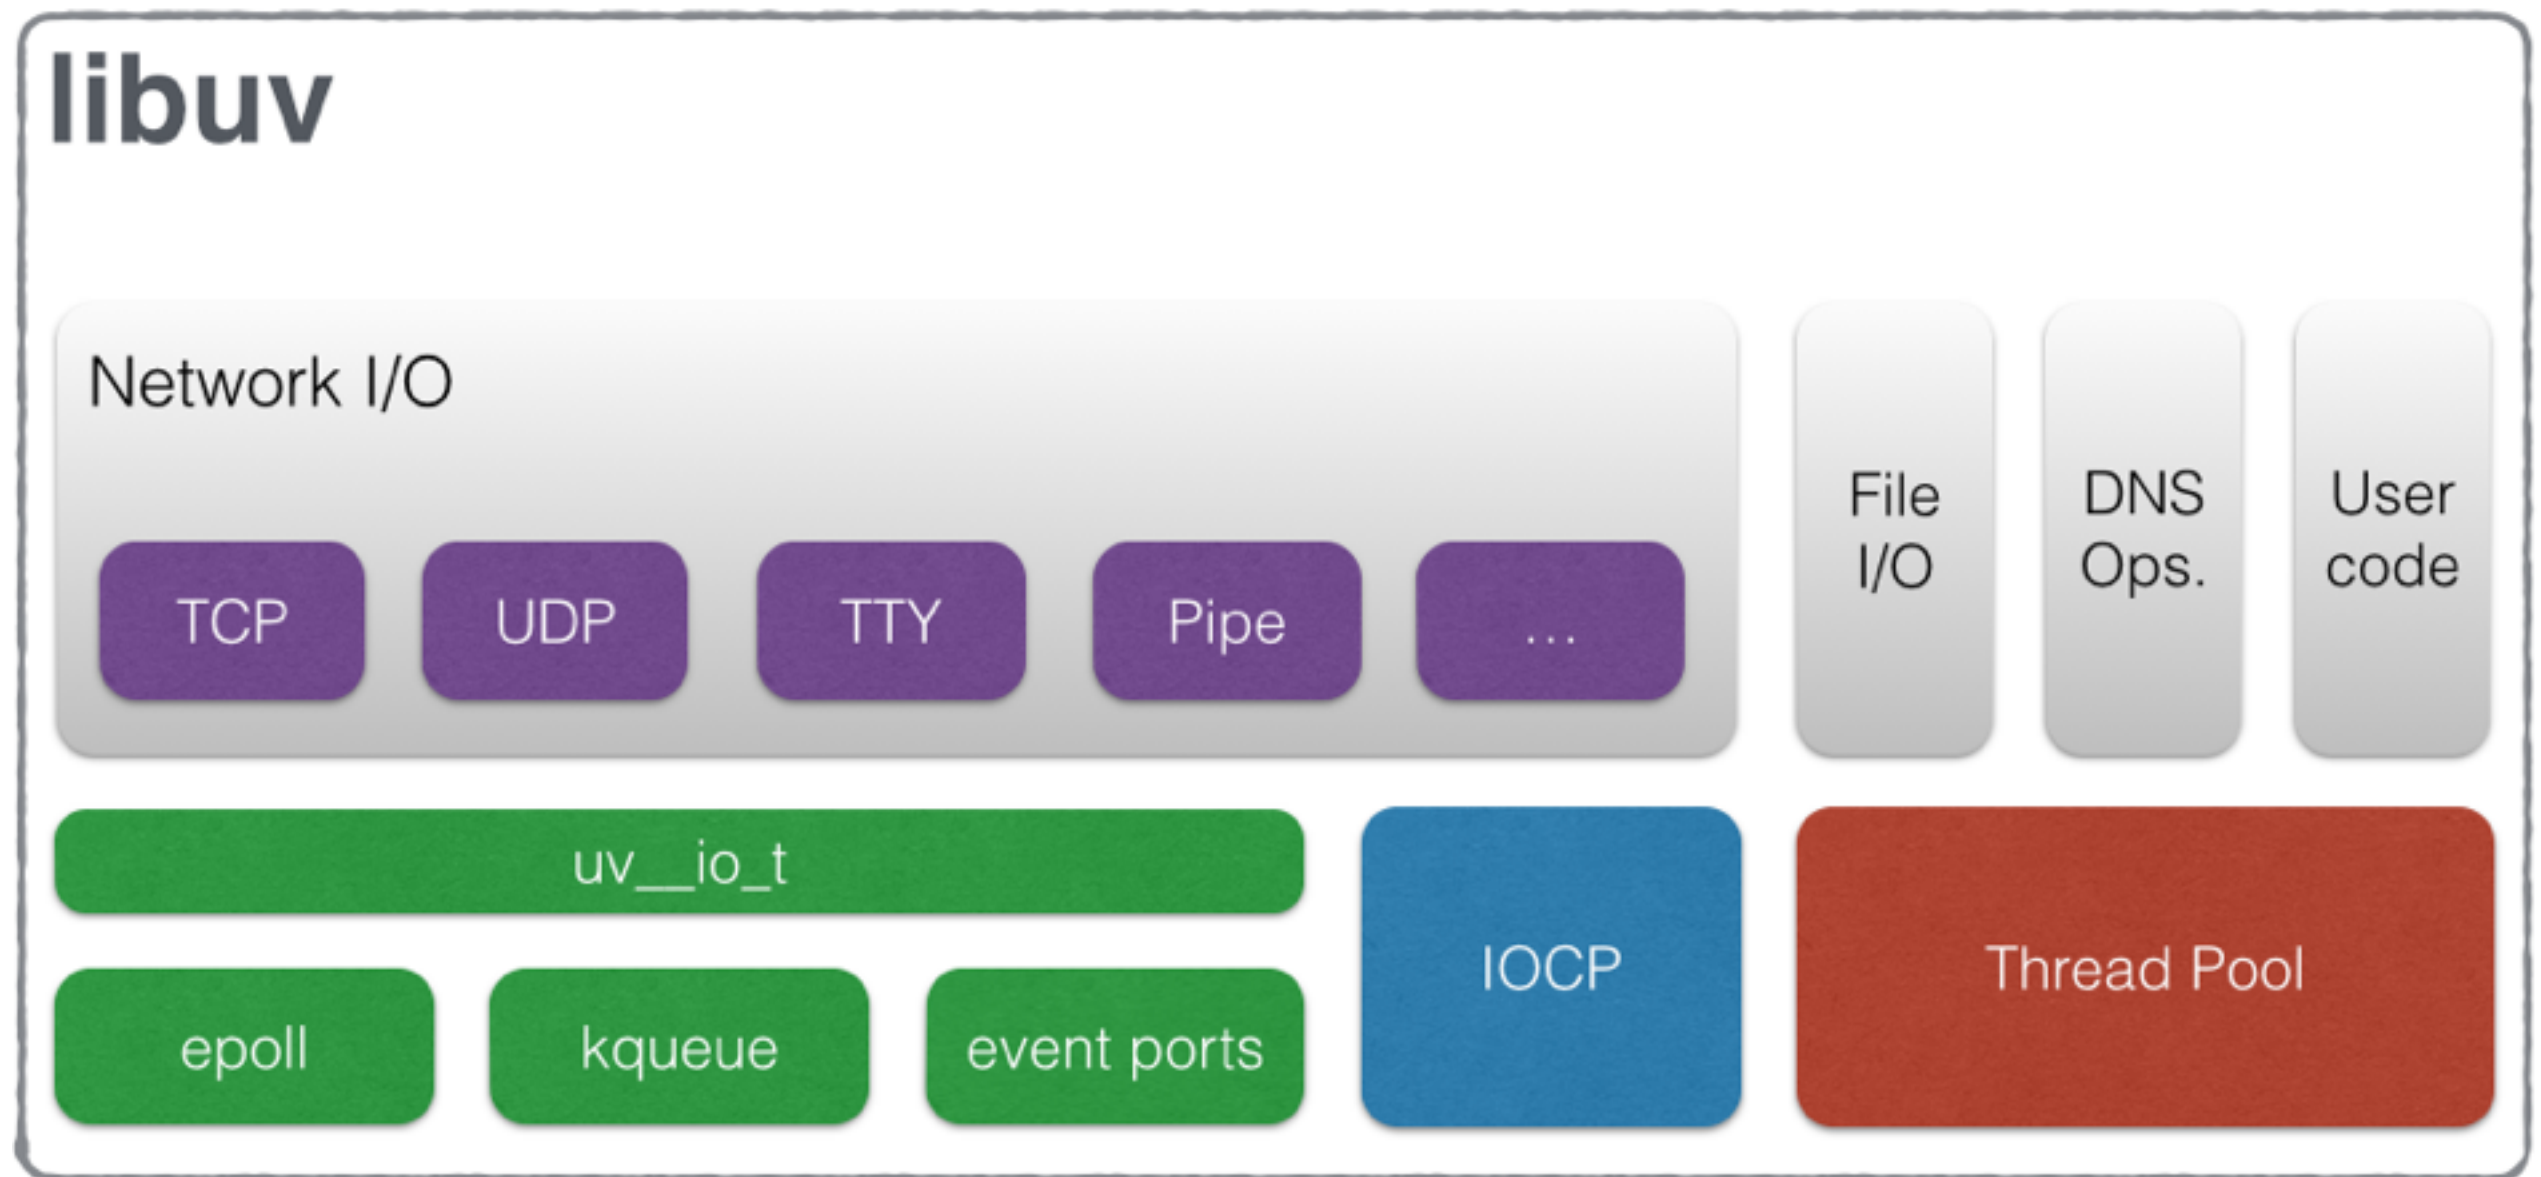 libuv
Network I/O
TCP
UDP
TTY
Pipe
...
File
I/O
DNS
Ops.
User
code
uv__io_t
epoll
kqueue
event ports
IOCP
Thread Pool